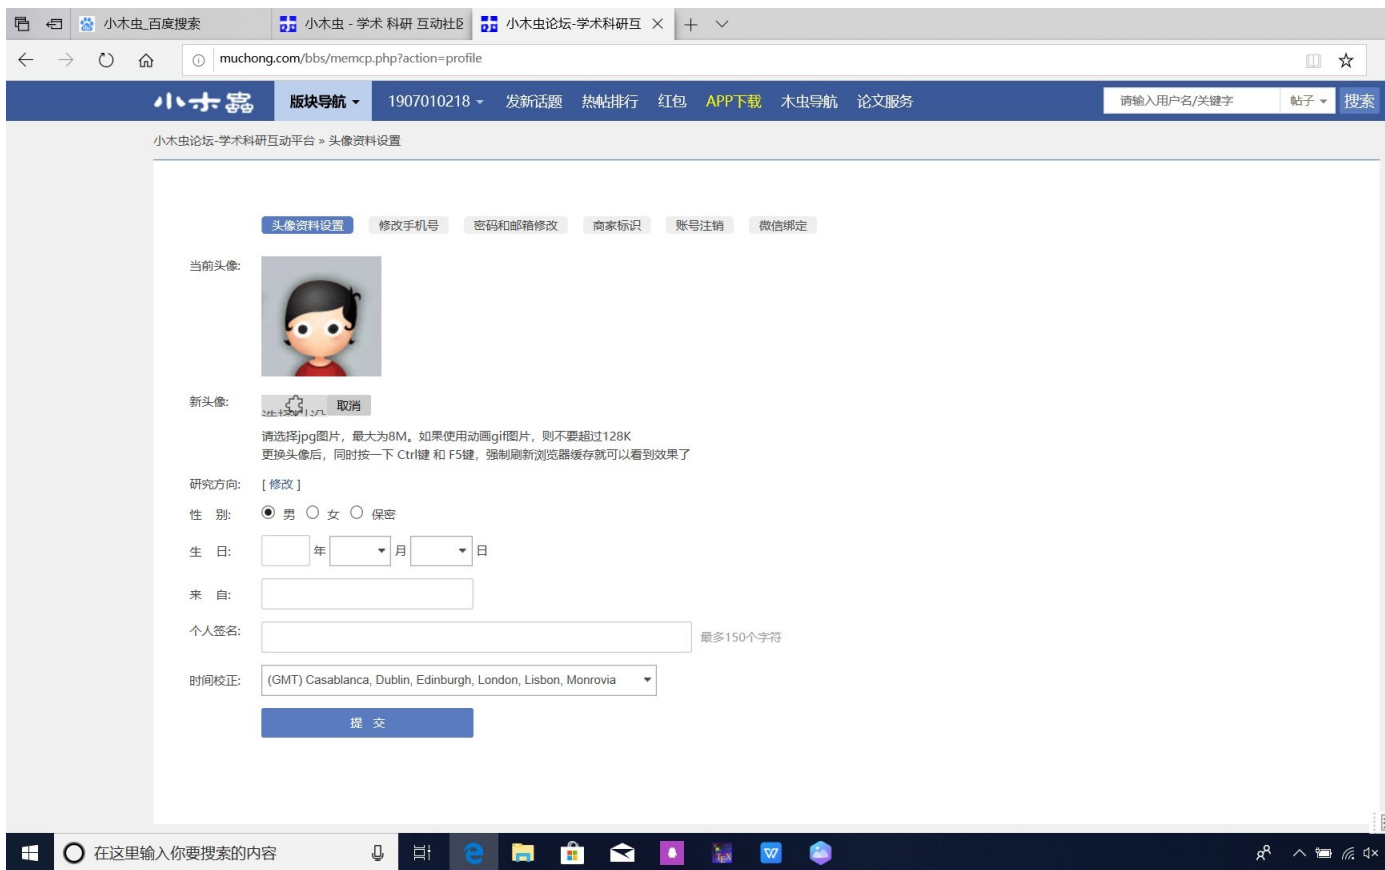 小木虫_百度搜索
小木虫 - 学术 科研 互动社区
小木虫论坛-学术科研互
muchong.com/bbs/memcp.php?action=profile
小木蟲 版块导航 1907010218 发新话题 热帖排行 红包 APP下载 木虫导航 论文服务 请输入用户名/关键字 帖子 搜索
小木虫论坛-学术科研互动平台 » 头像资料设置
头像资料设置 修改手机号 密码和邮箱修改 商家标识 账号注销 微信绑定
当前头像:
新头像: 取消
请选择jpg图片，最大为8M。如果使用动画gif图片，则不要超过128K
更换头像后，同时按一下 Ctrl键 和 F5键，强制刷新浏览器缓存就可以看到效果了
研究方向: [ 修改 ]
性 别: 男 女 保密
生 日: 年 月 日
来 自:
个人签名: 最多150个字符
时间校正: (GMT) Casablanca, Dublin, Edinburgh, London, Lisbon, Monrovia
提 交
在这里输入你要搜索的内容